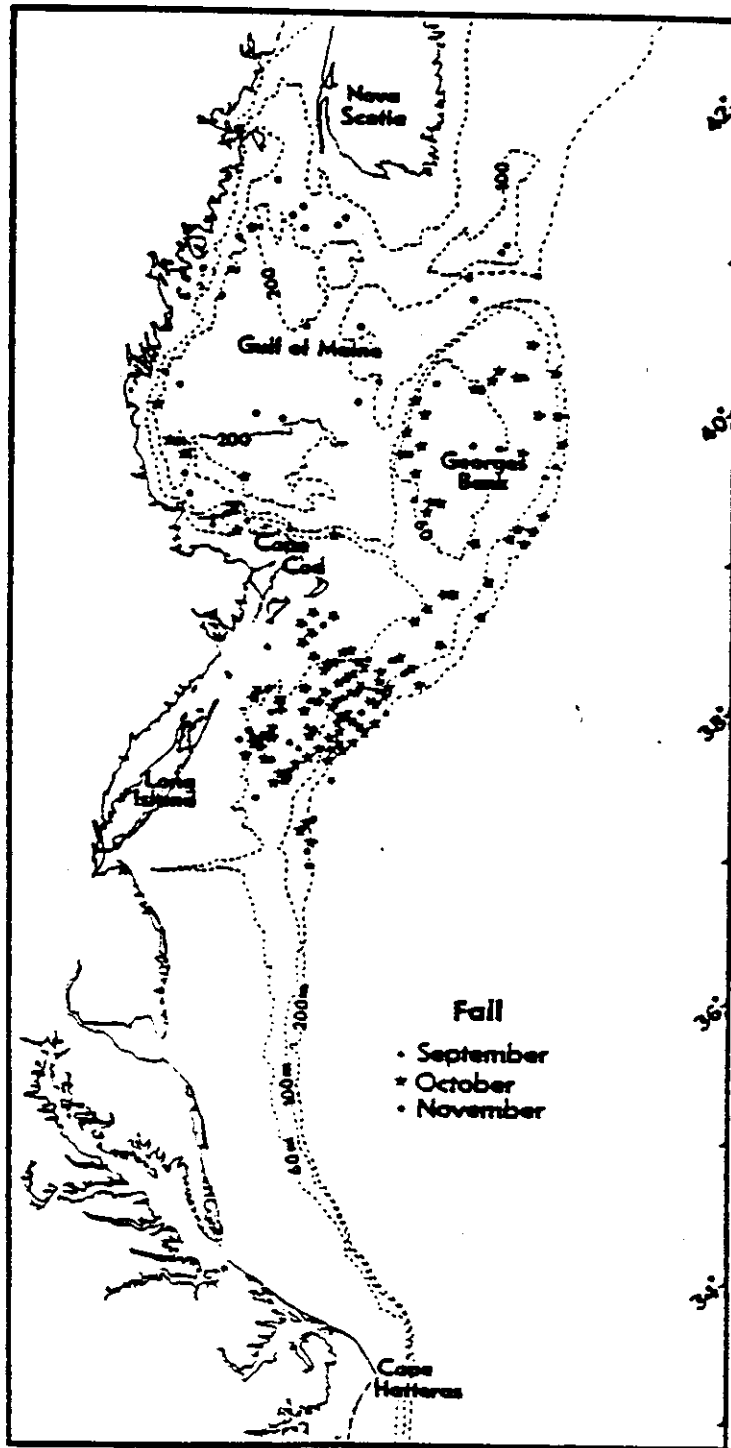 Nova
Scotia
100
200
Gulf of Maine
200
Georges
Bank
60
Cape
Cod
Long
Island
200m
100m
60m
Fall
September
October
November
Cape
Hatteras
42°
40°
38°
36°
34°